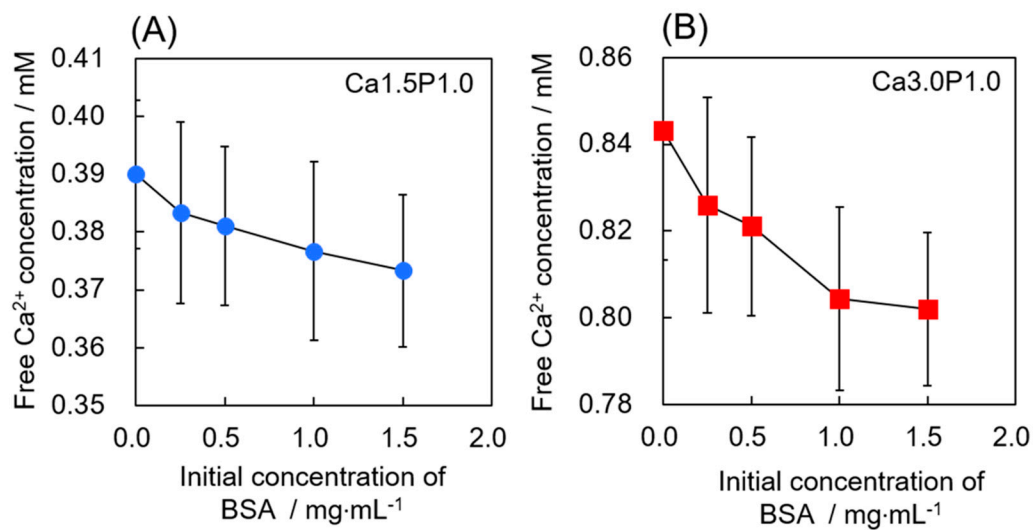 (A)
Ca1.5P1.0
Free Ca²⁺ concentration / mM
0.41
0.40
0.39
0.38
0.37
0.36
0.35
0.0 0.5 1.0 1.5 2.0
Initial concentration of
BSA / mg·mL⁻¹
(B)
Ca3.0P1.0
Free Ca²⁺ concentration / mM
0.86
0.84
0.82
0.80
0.78
0.0 0.5 1.0 1.5 2.0
Initial concentration of
BSA / mg·mL⁻¹